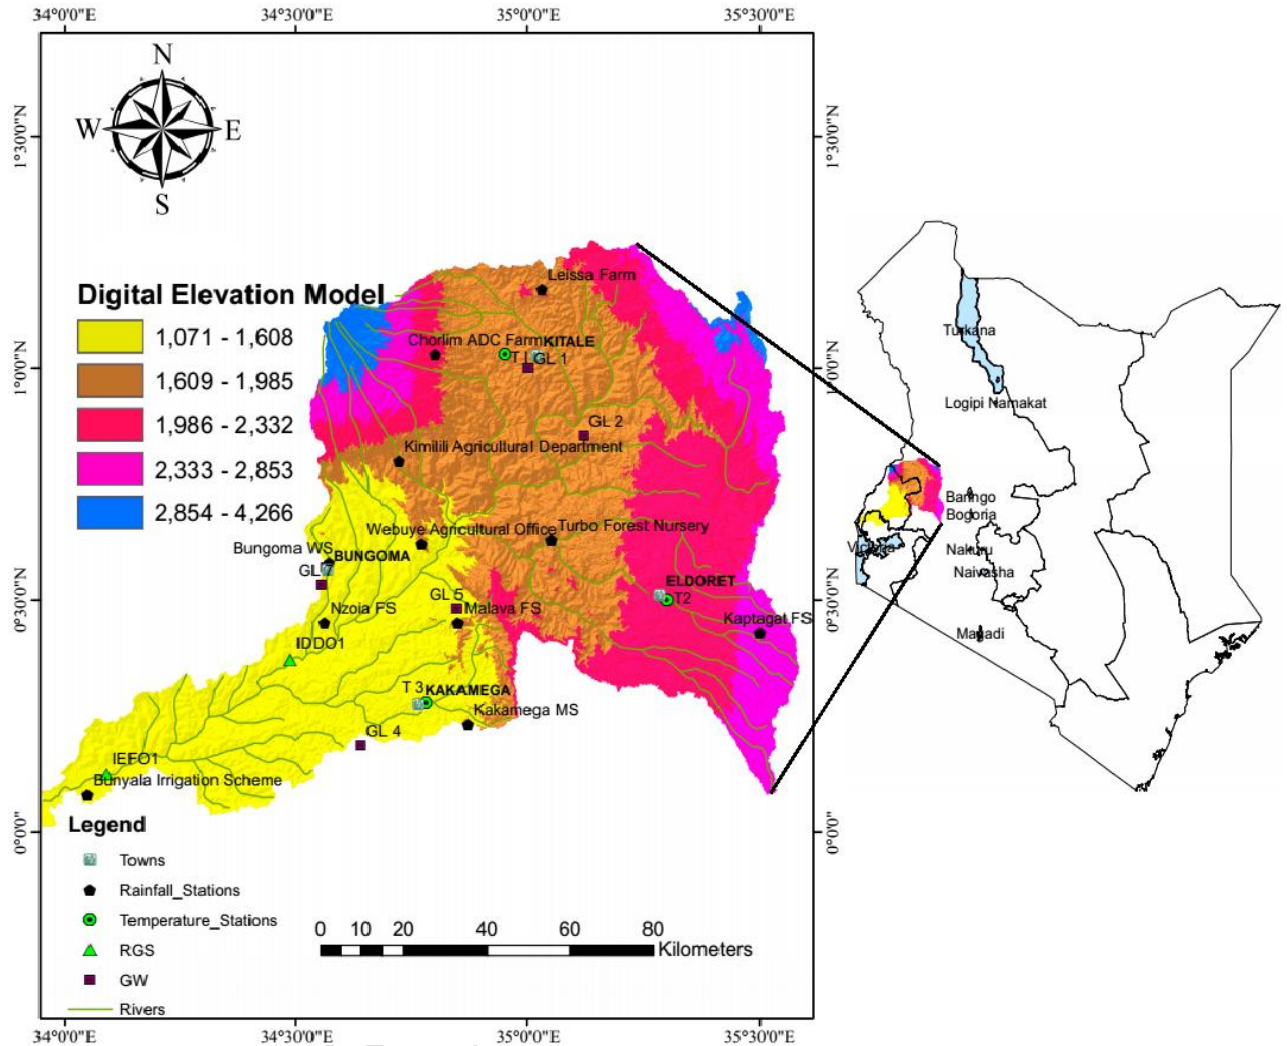 34°0'0"E 34°30'0"E 35°0'0"E 35°30'0"E
N
W E
S
1°30'0"N
1°30'0"N
Digital Elevation Model
1,071 - 1,608
1,609 - 1,985
1,986 - 2,332
2,333 - 2,853
2,854 - 4,266
Leissa Farm
Chorlim ADC Farm
KITALE
T 1
GL 1
1°0'0"N
1°0'0"N
GL 2
Kimilili Agricultural Department
Webuye Agricultural Office
Turbo Forest Nursery
Bungoma WS
BUNGOMA
GL 7
ELDORET
T2
0°30'0"N
0°30'0"N
Nzoia FS
GL 5
Malava FS
Kaptagat FS
IDDO1
T 3
KAKAMEGA
Kakamega MS
GL 4
IEFO1
Bunyala Irrigation Scheme
0°0'0"
0°0'0"
Legend
Towns
Rainfall_Stations
Temperature_Stations
RGS
GW
Rivers
0 10 20 40 60 80
Kilometers
34°0'0"E 34°30'0"E 35°0'0"E 35°30'0"E
Turkana
Logipi Namakat
Baringo
Bogoria
Victoria
Nakuru
Naivasha
Magadi